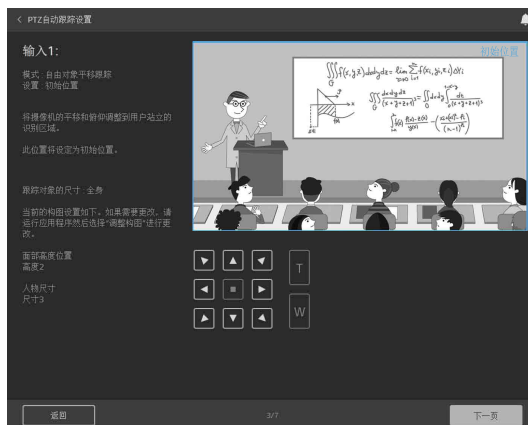 PTZ自动跟踪设置
输入1:
模式 : 自由对象平移跟踪
设置 : 初始位置
将摄像机的平移和俯仰调整到用户站立的
识别区域。
此位置将设定为初始位置。
跟踪对象的尺寸 : 全身
当前的构图设置如下。如果需要更改，请
运行应用程序然后选择“调整构图”进行更
改。
面部高度位置
高度2
人物尺寸
尺寸3
初始位置
T
W
返回
3/7
下一页